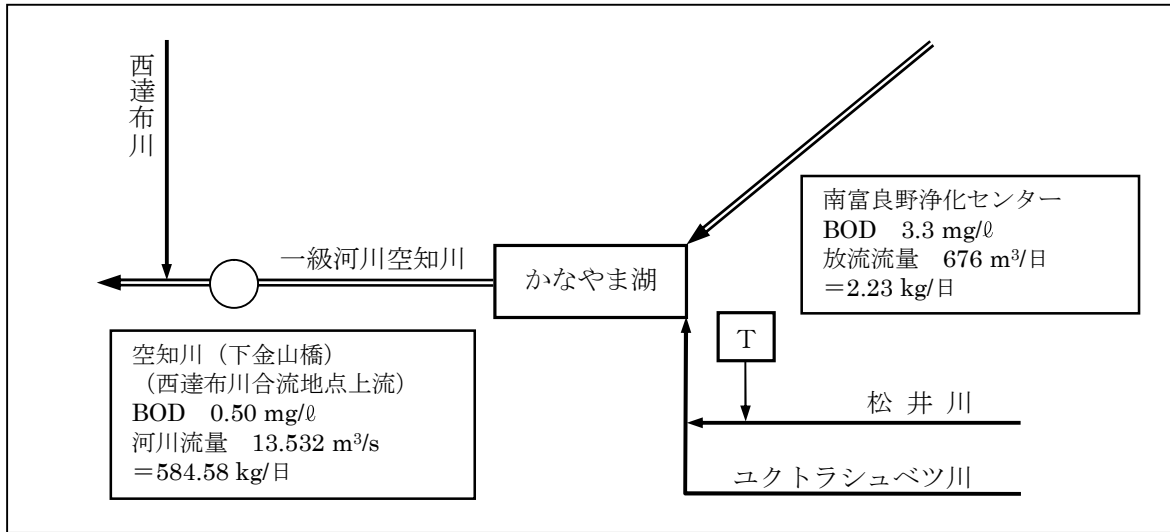 西達布川
一級河川空知川
かなやま湖
南富良野浄化センター
BOD 3.3 mg/ℓ
放流流量 676 m³/日
＝2.23 kg/日
T
空知川（下金山橋）
（西達布川合流地点上流）
BOD 0.50 mg/ℓ
河川流量 13.532 m³/s
＝584.58 kg/日
松 井 川
ユクトラシュベツ川